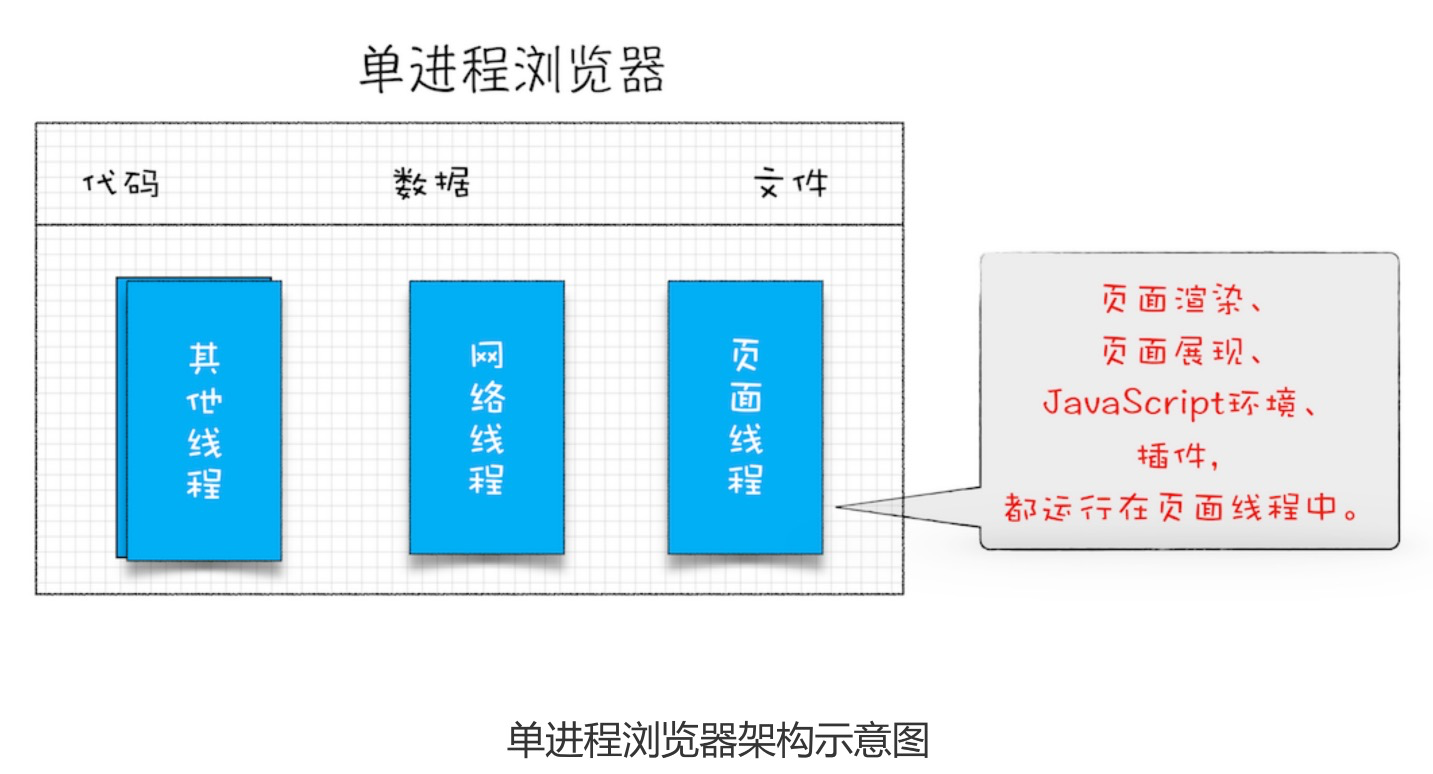 单进程浏览器
代码 数据 文件
其他线程
网络线程
页面线程
页面渲染、
页面展现、
JavaScript环境、
插件，
都运行在页面线程中。
单进程浏览器架构示意图